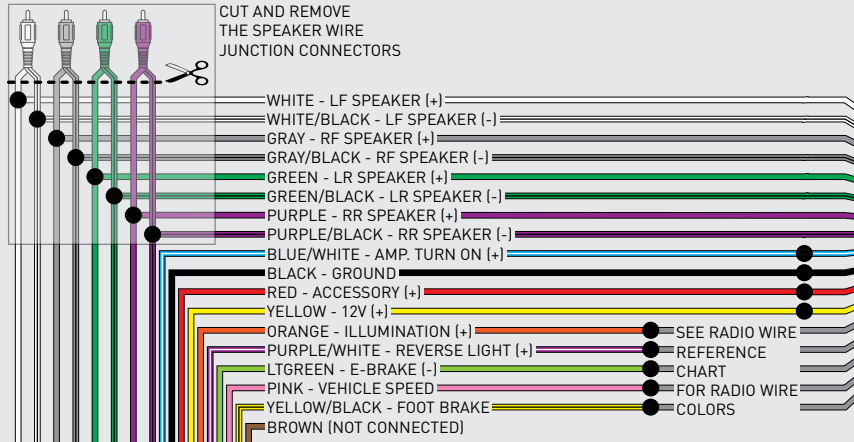 CUT AND REMOVE
THE SPEAKER WIRE
JUNCTION CONNECTORS
WHITE - LF SPEAKER (+)
WHITE/BLACK - LF SPEAKER (-)
GRAY - RF SPEAKER (+)
GRAY/BLACK - RF SPEAKER (-)
GREEN - LR SPEAKER (+)
GREEN/BLACK - LR SPEAKER (-)
PURPLE - RR SPEAKER (+)
PURPLE/BLACK - RR SPEAKER (-)
BLUE/WHITE - AMP. TURN ON (+)
BLACK - GROUND
RED - ACCESSORY (+)
YELLOW - 12V (+)
ORANGE - ILLUMINATION (+)
PURPLE/WHITE - REVERSE LIGHT (+)
LTGREEN - E-BRAKE (-)
PINK - VEHICLE SPEED
YELLOW/BLACK - FOOT BRAKE
BROWN (NOT CONNECTED)
SEE RADIO WIRE
REFERENCE
CHART
FOR RADIO WIRE
COLORS